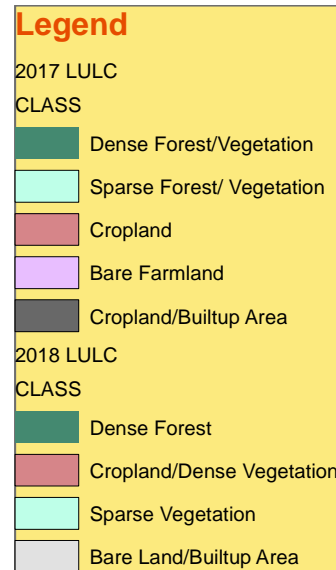 Legend
2017 LULC
CLASS
Dense Forest/Vegetation
Sparse Forest/ Vegetation
Cropland
Bare Farmland
Cropland/Builtup Area
2018 LULC
CLASS
Dense Forest
Cropland/Dense Vegetation
Sparse Vegetation
Bare Land/Builtup Area